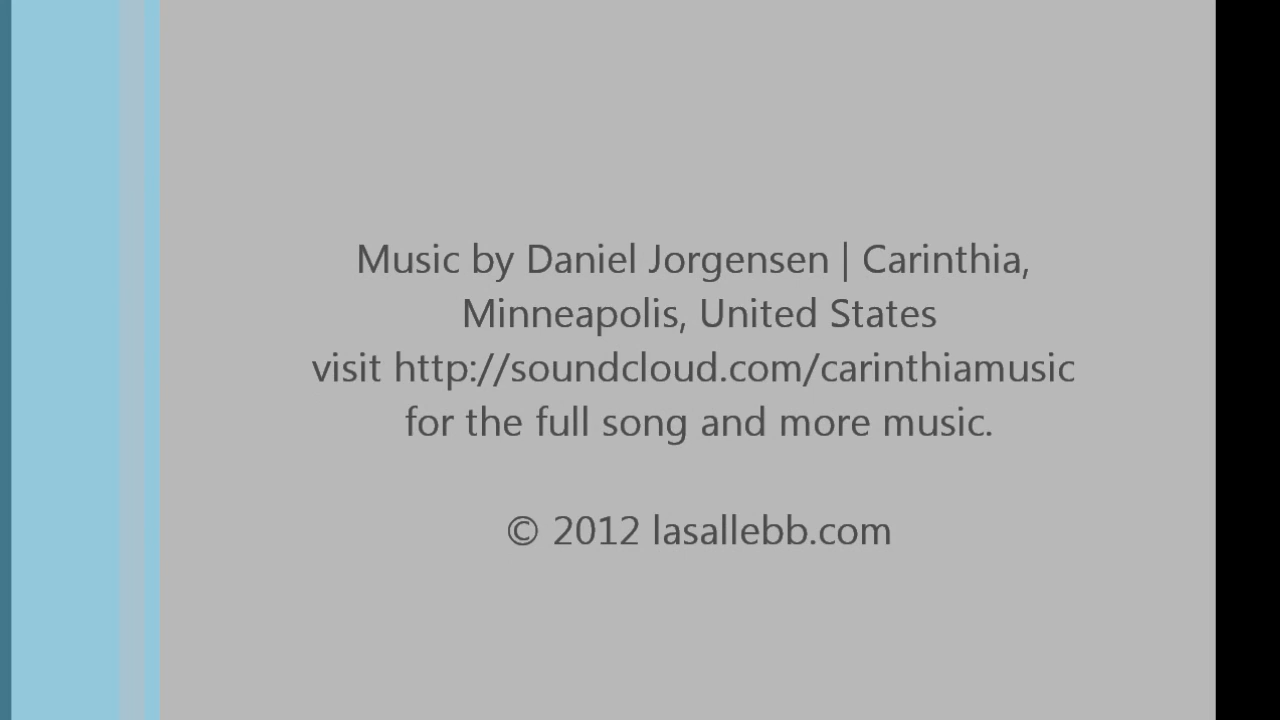 Music by Daniel Jorgensen | Carinthia,
Minneapolis, United States
visit http://soundcloud.com/carinthiamusic
for the full song and more music.
© 2012 lasallebb.com